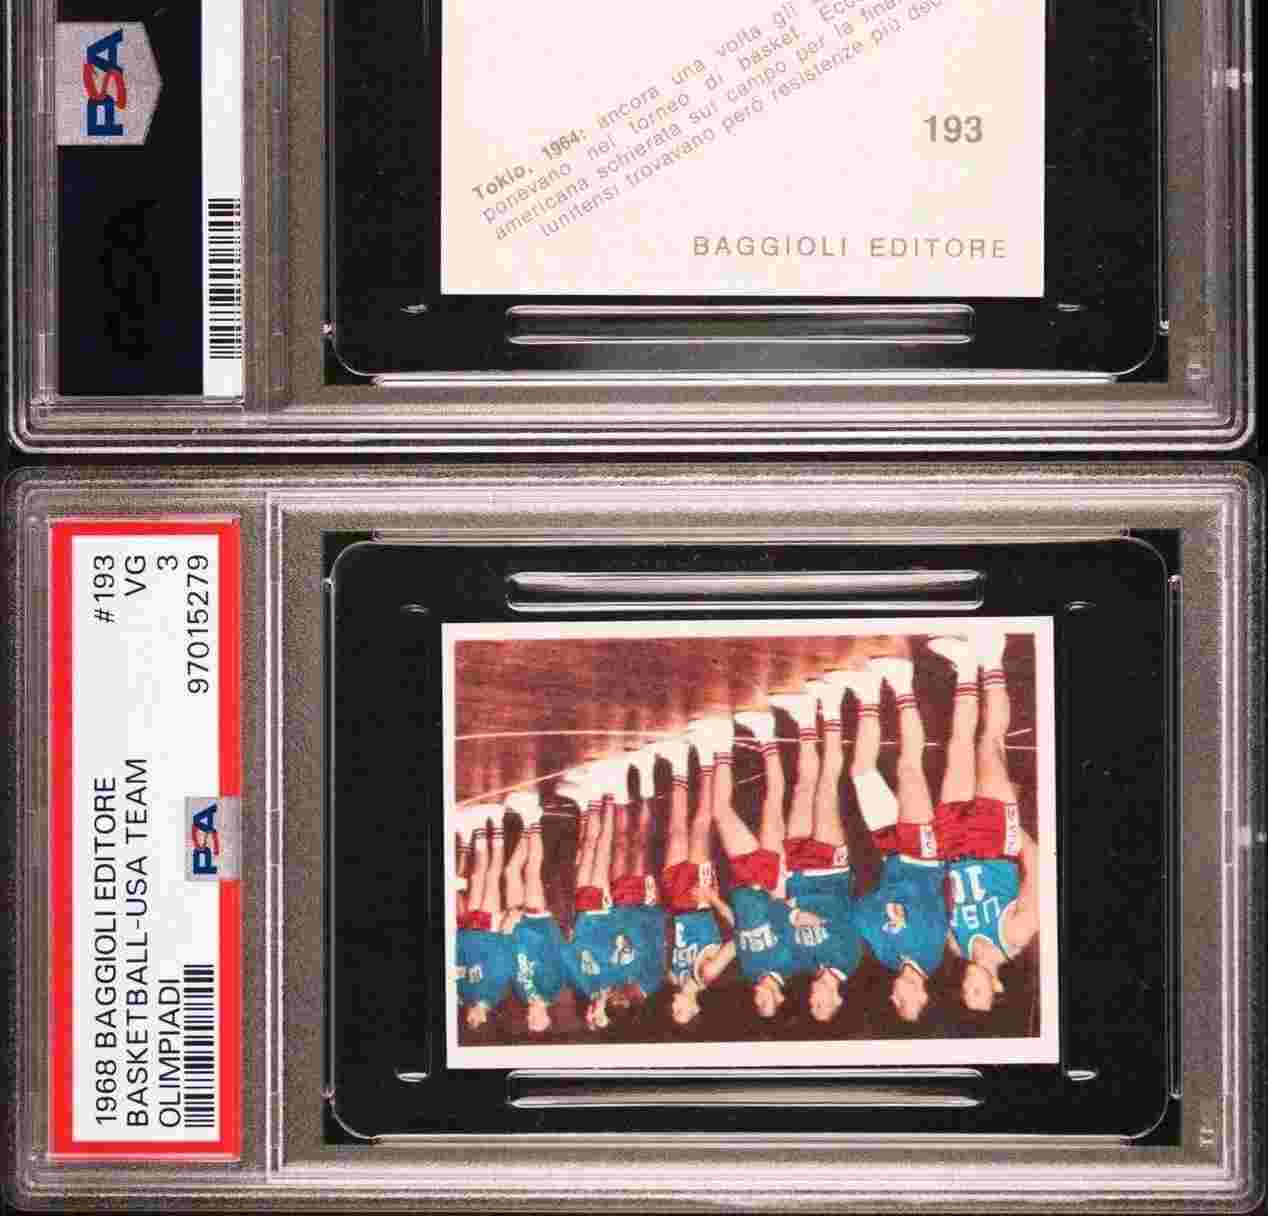 PSA
Tokio, 1964: ancora una volta gli
ponevano nel torneo di basket. Ecco
americana schierata sul campo per la fina
lunitensi trovavano però resistenze più dec
193
BAGGIOLI EDITORE
1968 BAGGIOLI EDITORE #193
BASKETBALL-USA TEAM VG
OLIMPIADI 3
97015279
PSA
USA
10